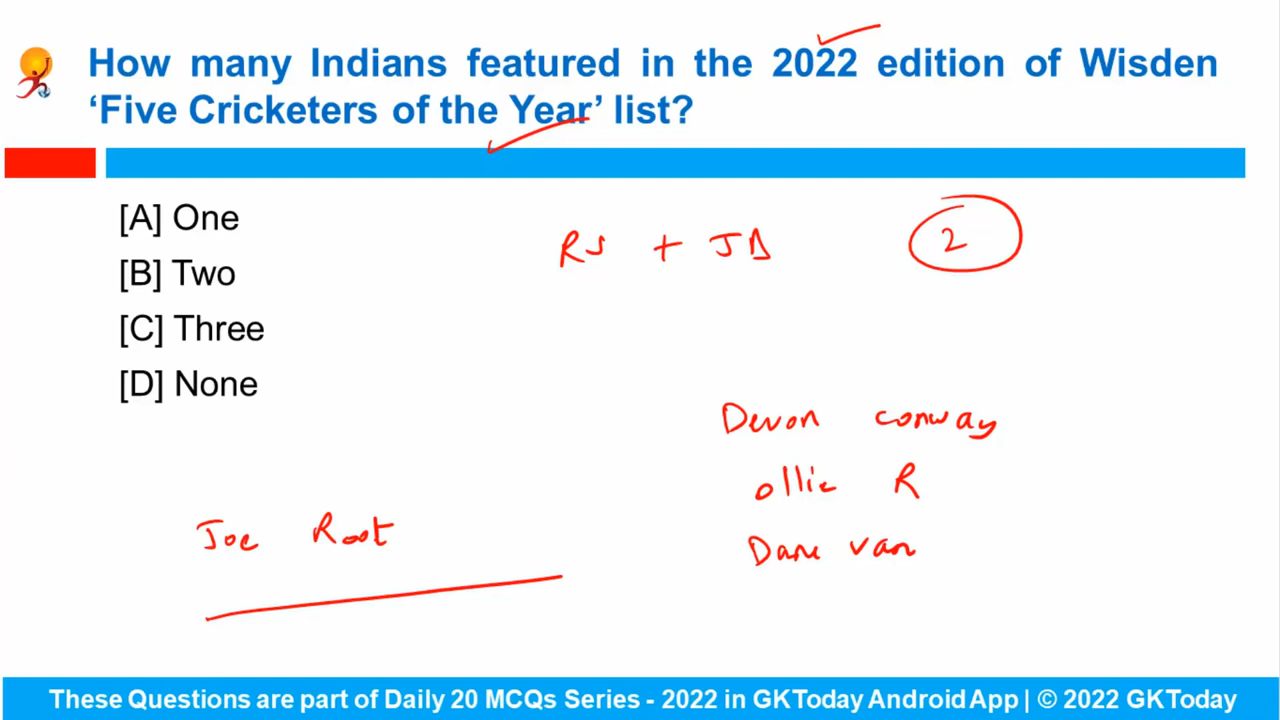 How many Indians featured in the 2022 edition of Wisden
‘Five Cricketers of the Year’ list?
[A] One
RS + JB
2
[B] Two
[C] Three
[D] None
Devon conway
ollie R
Dane van
Joe Root
These Questions are part of Daily 20 MCQs Series - 2022 in GKToday Android App | © 2022 GKToday